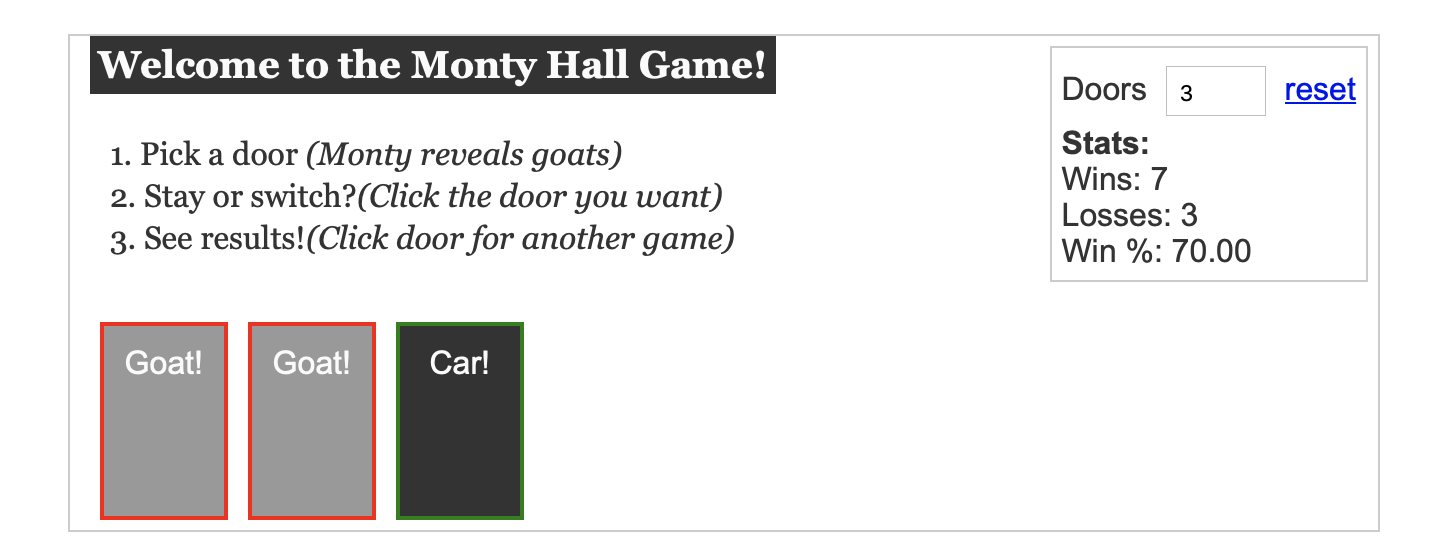 Welcome to the Monty Hall Game!
1. Pick a door (Monty reveals goats)
2. Stay or switch?(Click the door you want)
3. See results!(Click door for another game)
Doors 3 reset
Stats:
Wins: 7
Losses: 3
Win %: 70.00
Goat! Goat! Car!